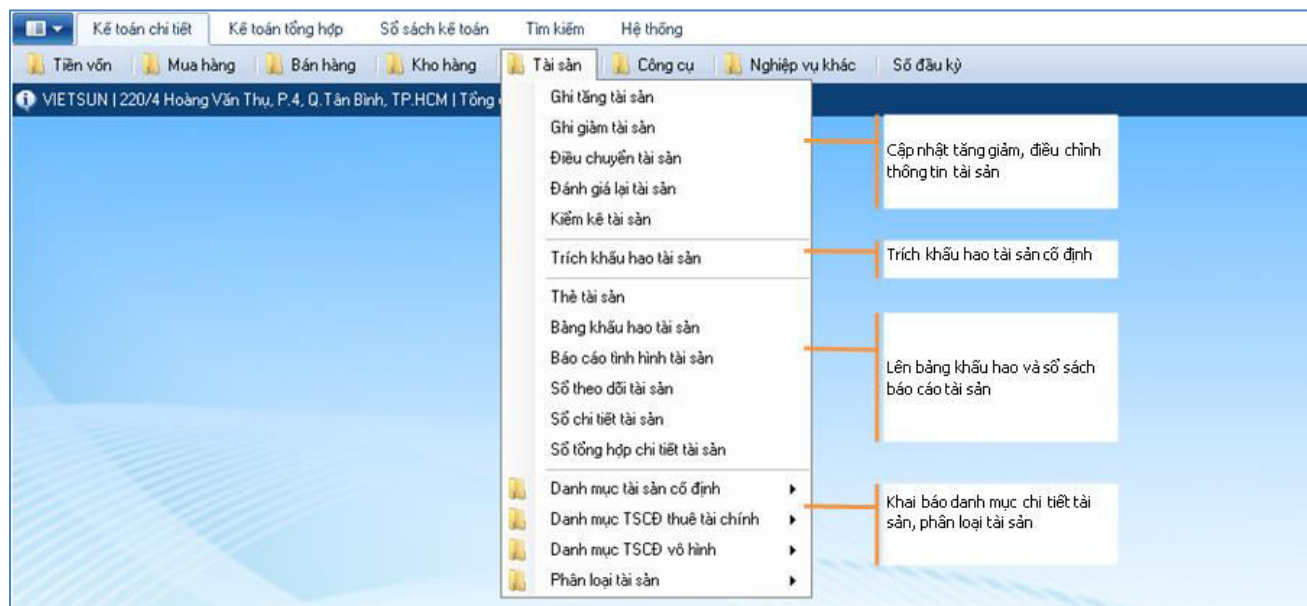 Kế toán chi tiết Kế toán tổng hợp Sổ sách kế toán Tìm kiếm Hệ thống
Tiền vốn Mua hàng Bán hàng Kho hàng Tài sản Công cụ Nghiệp vụ khác Số đầu kỳ
VIETSUN | 220/4 Hoàng Văn Thụ, P.4, Q.Tân Bình, TP.HCM | Tổng
Ghi tăng tài sản
Ghi giảm tài sản
Điều chuyển tài sản
Đánh giá lại tài sản
Kiểm kê tài sản
Cập nhật tăng giảm, điều chỉnh
thông tin tài sản
Trích khấu hao tài sản
Trích khấu hao tài sản cố định
Thẻ tài sản
Bảng khấu hao tài sản
Báo cáo tình hình tài sản
Sổ theo dõi tài sản
Sổ chi tiết tài sản
Sổ tổng hợp chi tiết tài sản
Lên bảng khấu hao và sổ sách
báo cáo tài sản
Danh mục tài sản cố định
Danh mục TSCĐ thuê tài chính
Danh mục TSCĐ vô hình
Phân loại tài sản
Khai báo danh mục chi tiết tài
sản, phân loại tài sản